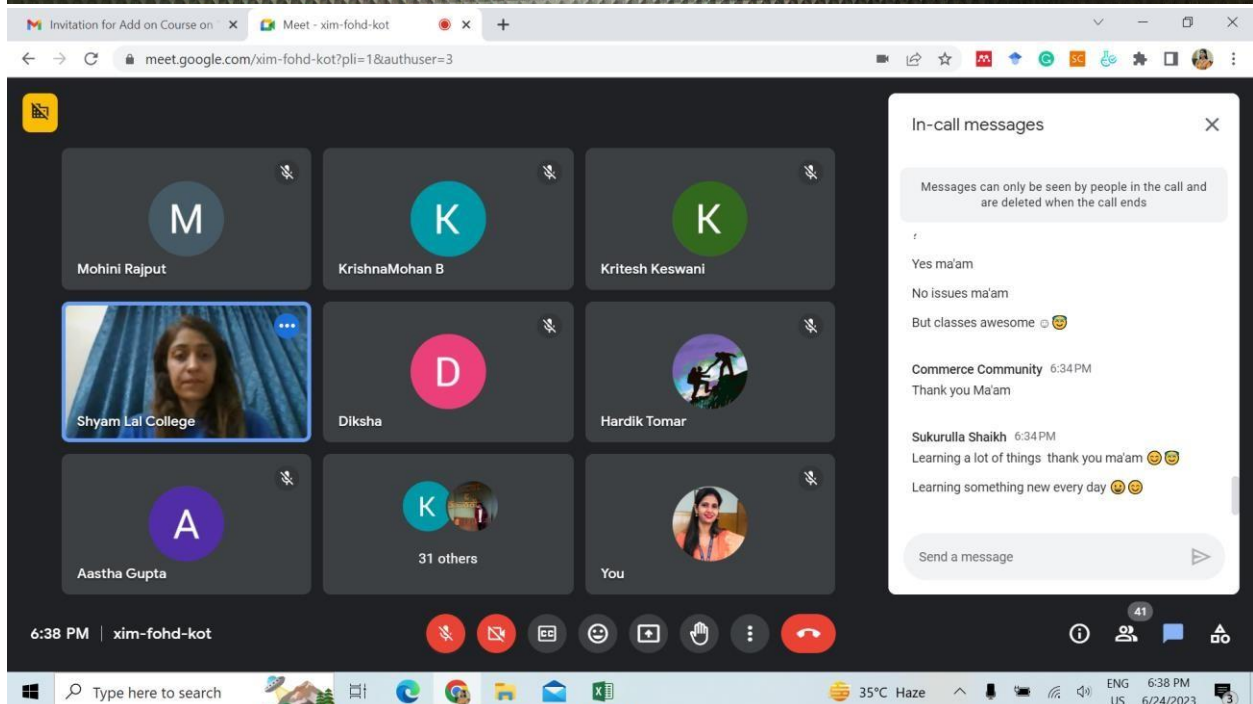 Invitation for Add on Course on
Meet - xim-fohd-kot
meet.google.com/xim-fohd-kot?pli=1&authuser=3
SC
M
Mohini Rajput
K
KrishnaMohan B
K
Kritesh Keswani
Shyam Lal College
D
Diksha
Hardik Tomar
A
Aastha Gupta
K
31 others
You
In-call messages
Messages can only be seen by people in the call and
are deleted when the call ends
Yes ma'am
No issues ma'am
But classes awesome ☺😇
Commerce Community 6:34 PM
Thank you Ma'am
Sukurulla Shaikh 6:34 PM
Learning a lot of things thank you ma'am 😊😇
Learning something new every day 😀😊
Send a message
6:38 PM | xim-fohd-kot
CC
41
Type here to search
35°C Haze
ENG
US
6:38 PM
6/24/2023
3